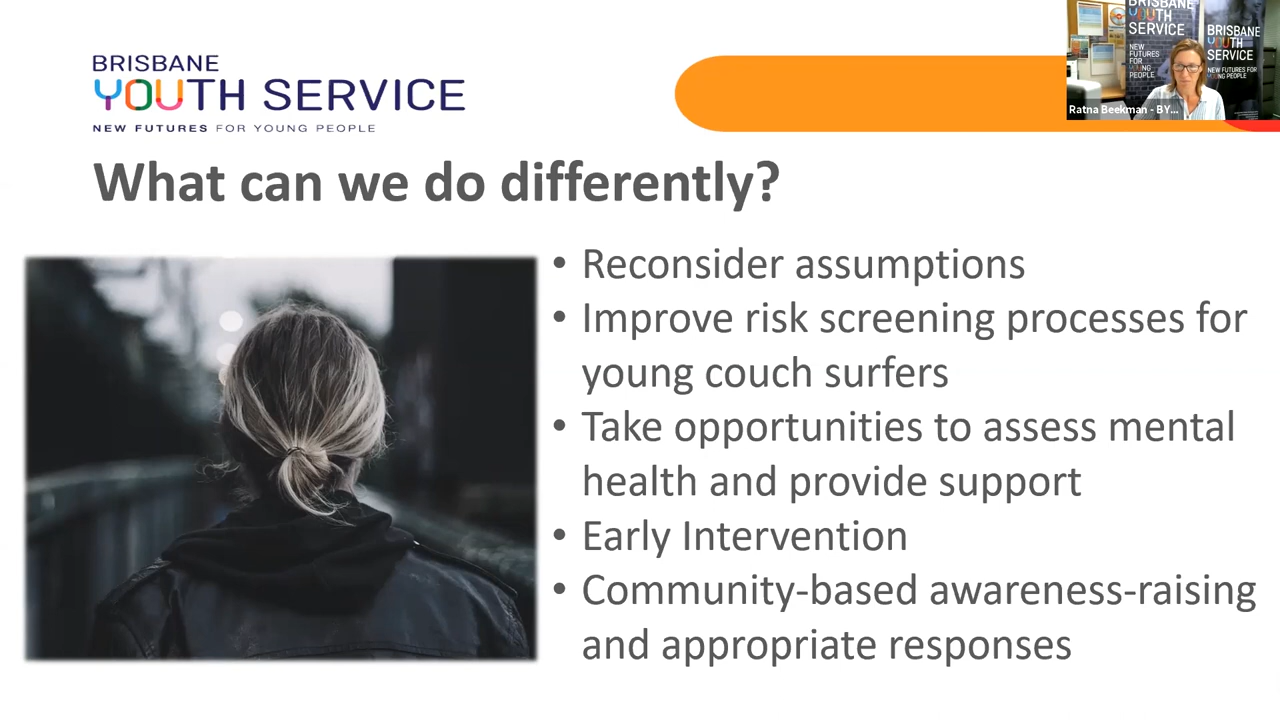 BRISBANE
YOUTH SERVICE
NEW FUTURES FOR YOUNG PEOPLE
BRISBANE
YOUTH
SERVICE
NEW
FUTURES
FOR
YOUNG
PEOPLE
BRISBANE
YOUTH
SERVICE
NEW FUTURES FOR
YOUNG PEOPLE
Ratna Beekman - BY...
What can we do differently?
• Reconsider assumptions
• Improve risk screening processes for
young couch surfers
• Take opportunities to assess mental
health and provide support
• Early Intervention
• Community-based awareness-raising
and appropriate responses